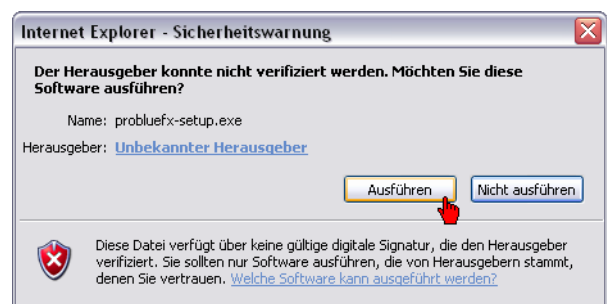 Internet Explorer - Sicherheitswarnung
Der Herausgeber konnte nicht verifiziert werden. Möchten Sie diese
Software ausführen?
Name: probluefx-setup.exe
Herausgeber: Unbekannter Herausgeber
Ausführen Nicht ausführen
Diese Datei verfügt über keine gültige digitale Signatur, die den Herausgeber
verifiziert. Sie sollten nur Software ausführen, die von Herausgebern stammt,
denen Sie vertrauen. Welche Software kann ausgeführt werden?